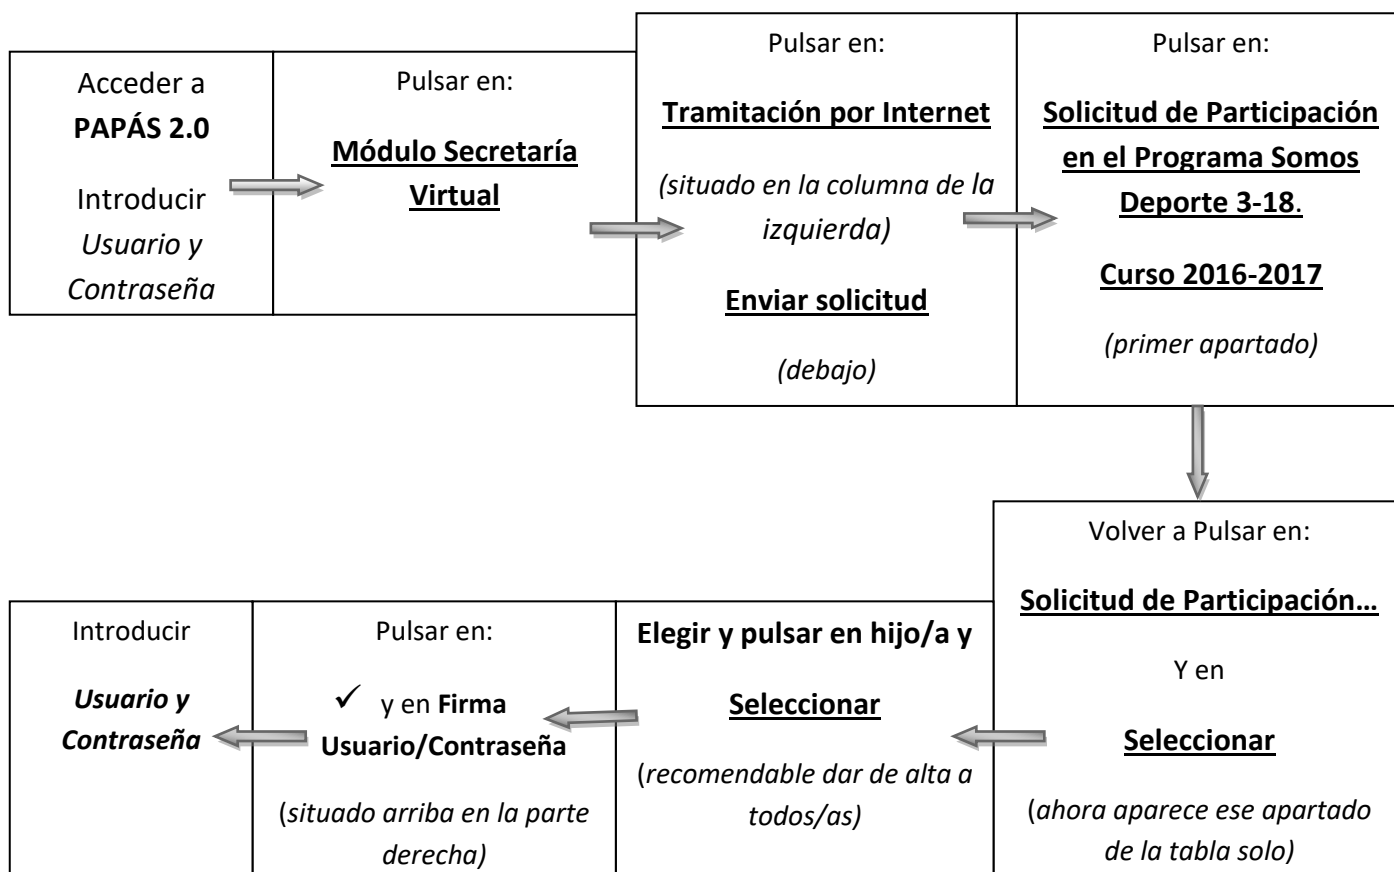 Acceder a
PAPÁS 2.0
Introducir
Usuario y
Contraseña
Pulsar en:
Módulo Secretaría
Virtual
Pulsar en:
Tramitación por Internet
(situado en la columna de la
izquierda)
Enviar solicitud
(debajo)
Pulsar en:
Solicitud de Participación
en el Programa Somos
Deporte 3-18.
Curso 2016-2017
(primer apartado)
Volver a Pulsar en:
Solicitud de Participación…
Y en
Seleccionar
(ahora aparece ese apartado
de la tabla solo)
Elegir y pulsar en hijo/a y
Seleccionar
(recomendable dar de alta a
todos/as)
Pulsar en:
✓ y en Firma
Usuario/Contraseña
(situado arriba en la parte
derecha)
Introducir
Usuario y
Contraseña